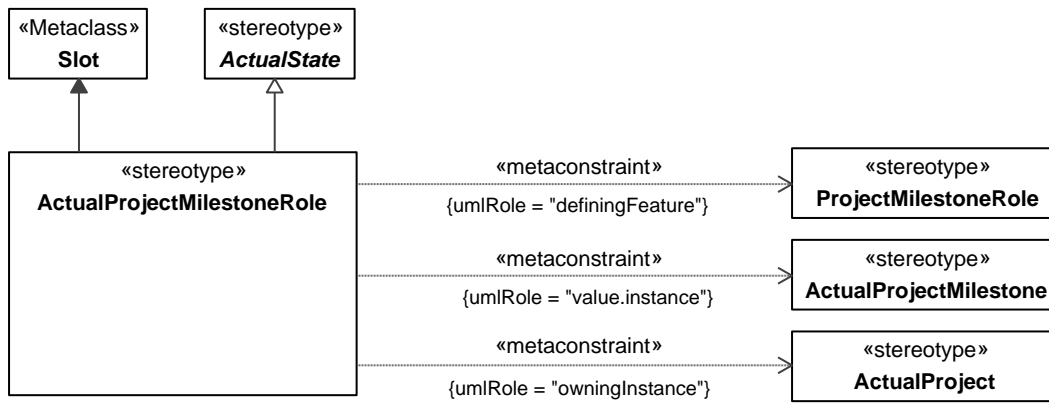 «Metaclass»
Slot
«stereotype»
ActualState
«stereotype»
ActualProjectMilestoneRole
«metaconstraint»
{umlRole = "definingFeature"}
«stereotype»
ProjectMilestoneRole
«metaconstraint»
{umlRole = "value.instance"}
«stereotype»
ActualProjectMilestone
«metaconstraint»
{umlRole = "owningInstance"}
«stereotype»
ActualProject